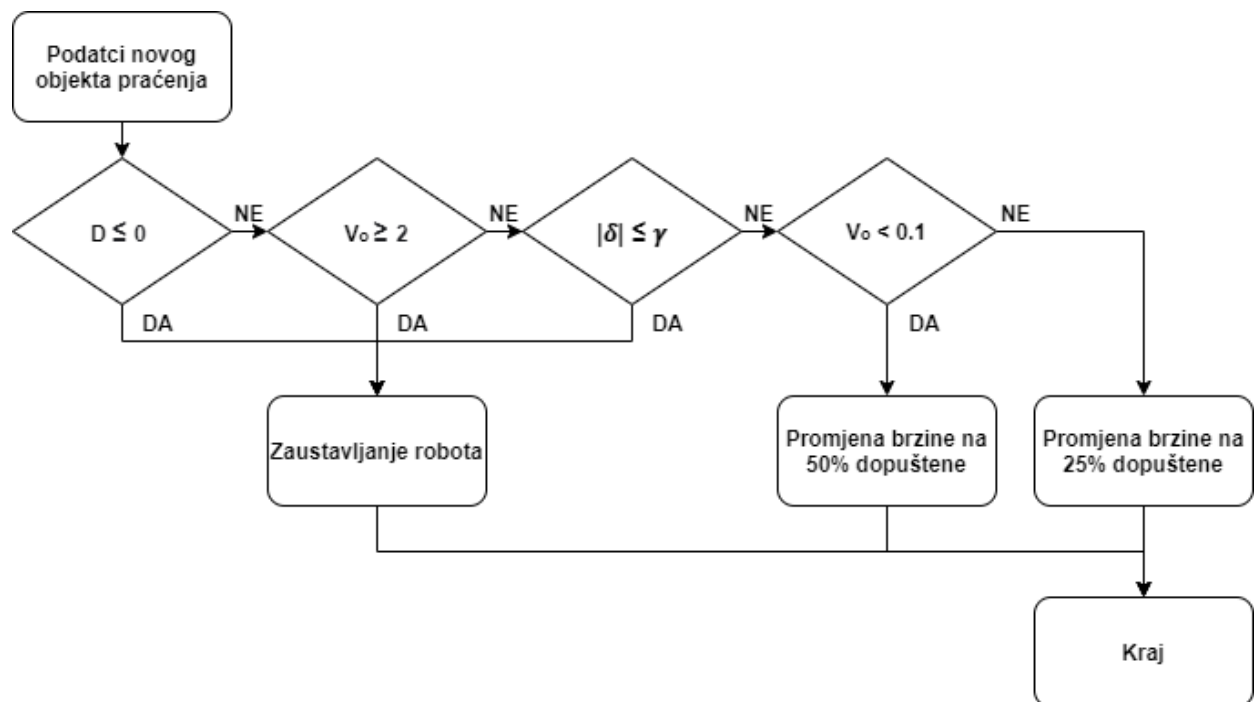 Podatci novog
objekta praćenja
D ≤ 0
NE
Vo ≥ 2
NE
|δ| ≤ γ
NE
Vo < 0.1
NE
DA
DA
DA
DA
Zaustavljanje robota
Promjena brzine na
50% dopuštene
Promjena brzine na
25% dopuštene
Kraj